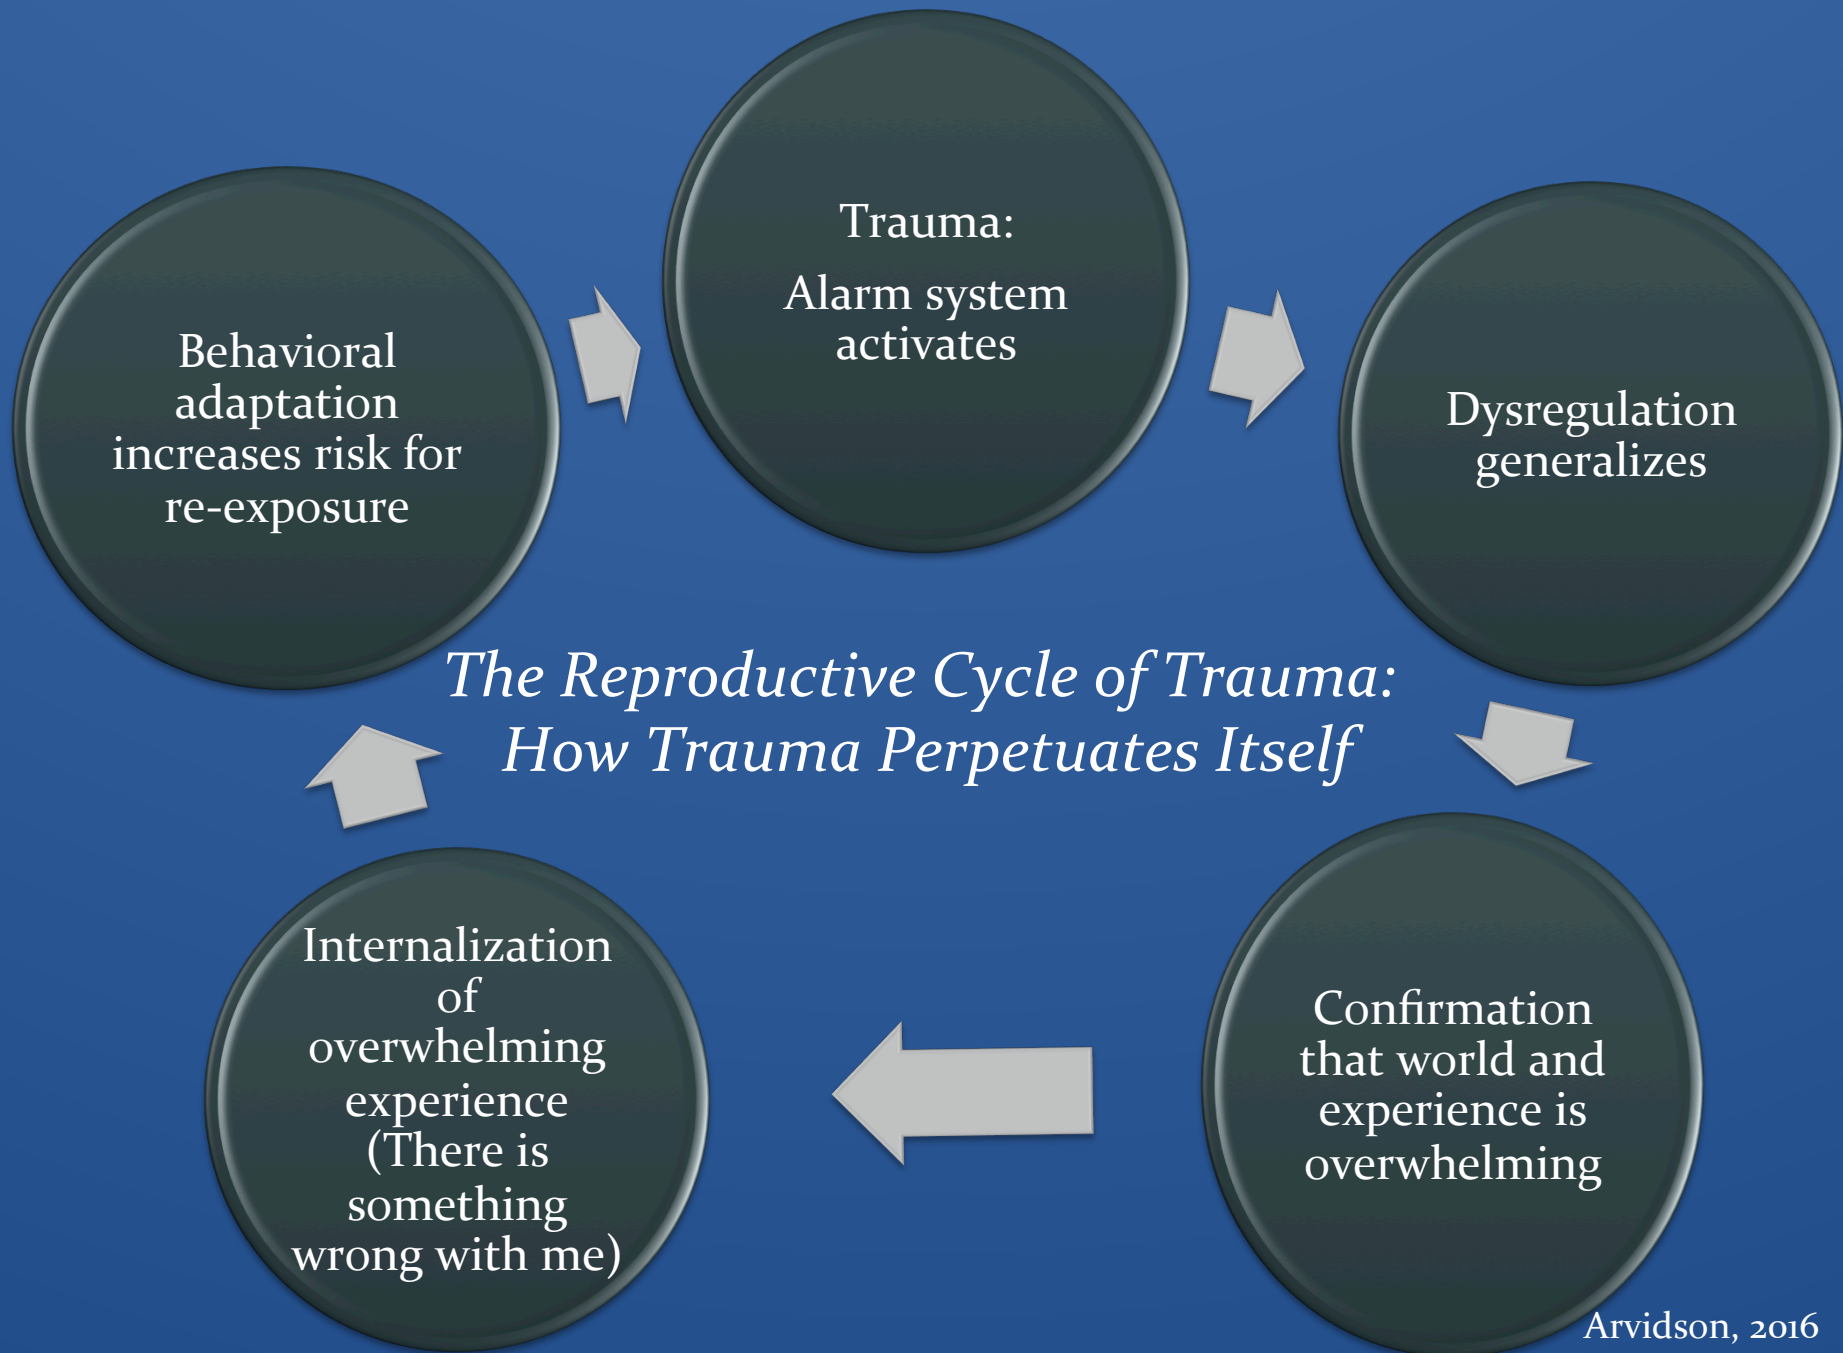 Trauma:
Alarm system
activates
Dysregulation
generalizes
Confirmation
that world and
experience is
overwhelming
Internalization
of
overwhelming
experience
(There is
something
wrong with me)
Behavioral
adaptation
increases risk for
re-exposure
The Reproductive Cycle of Trauma:
How Trauma Perpetuates Itself
Arvidson, 2016